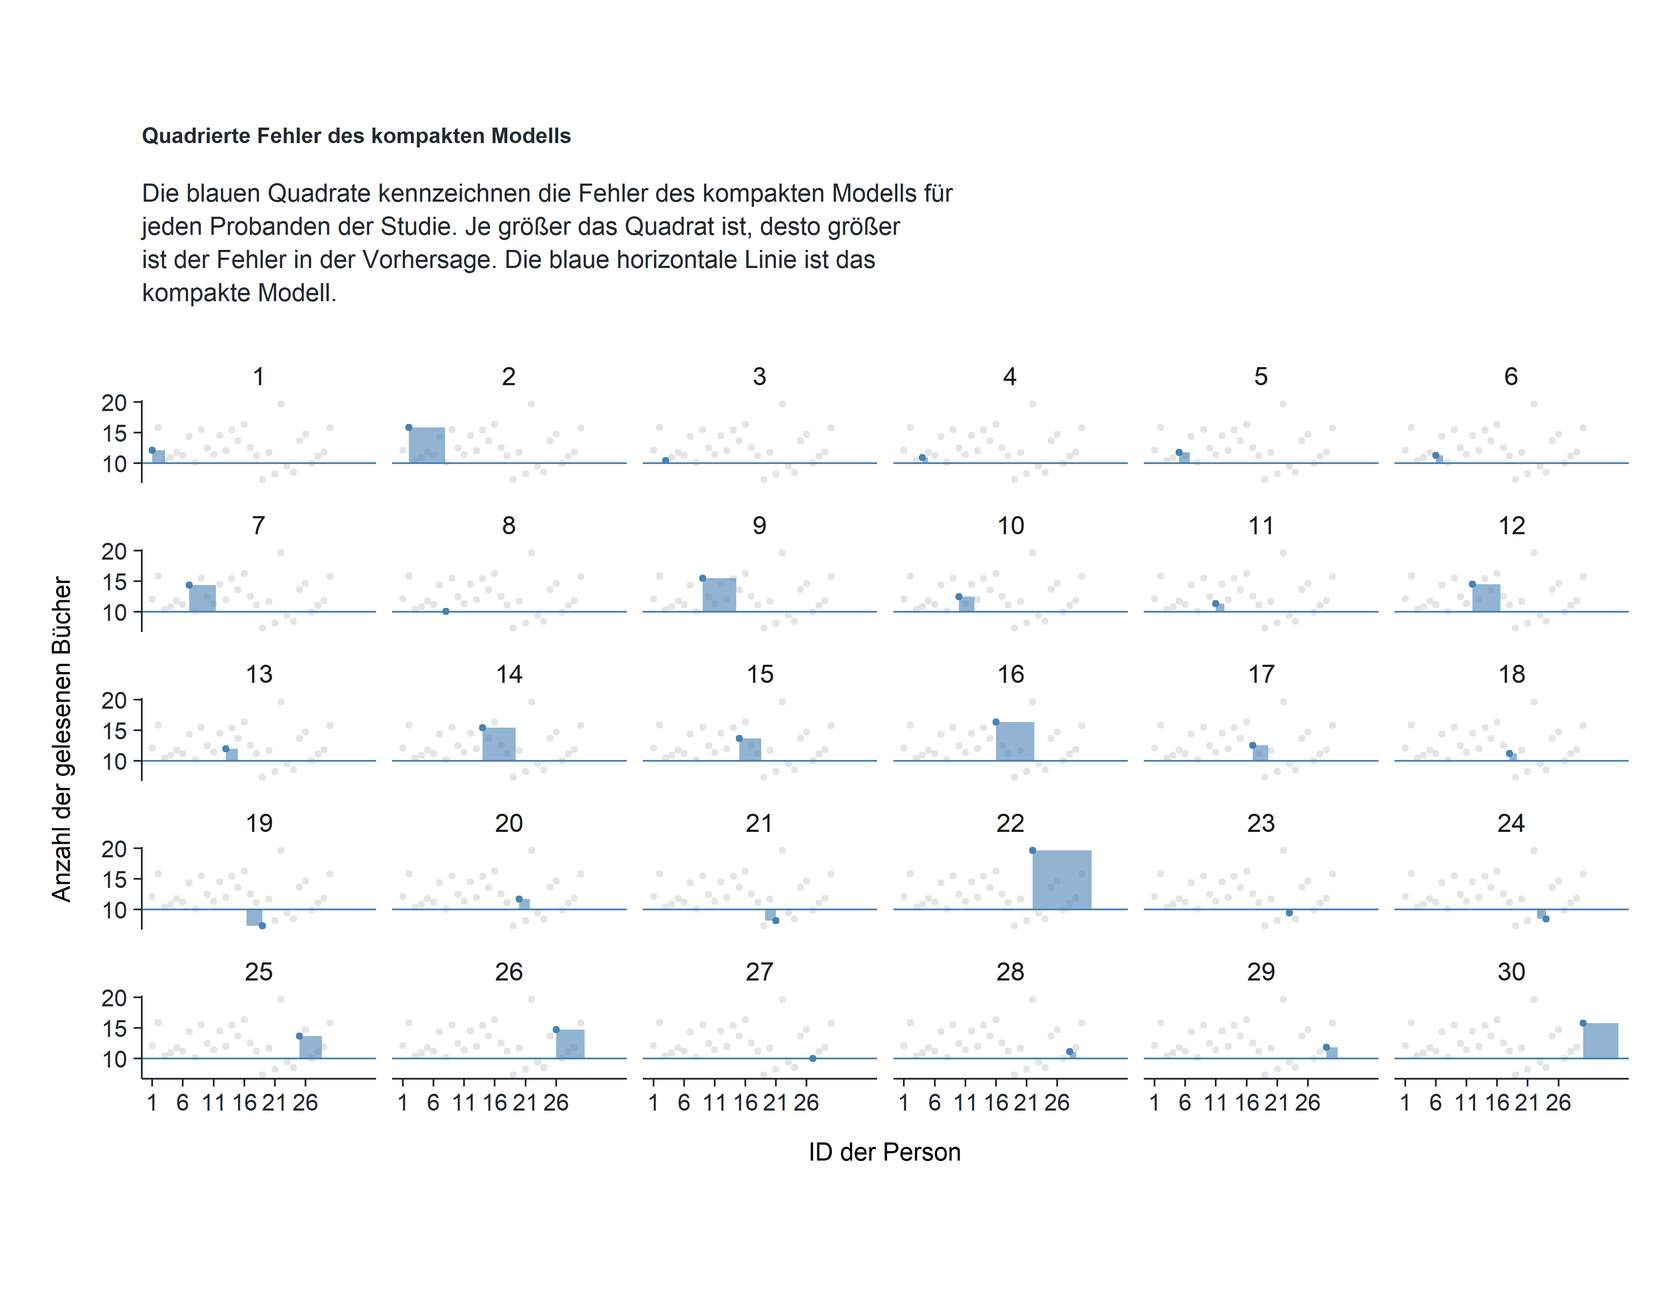 Quadrierte Fehler des kompakten Modells
Die blauen Quadrate kennzeichnen die Fehler des kompakten Modells für
jeden Probanden der Studie. Je größer das Quadrat ist, desto größer
ist der Fehler in der Vorhersage. Die blaue horizontale Linie ist das
kompakte Modell.
Anzahl der gelesenen Bücher
1 2 3 4 5 6
20
15
10
7 8 9 10 11 12
20
15
10
13 14 15 16 17 18
20
15
10
19 20 21 22 23 24
20
15
10
25 26 27 28 29 30
20
15
10
1 6 11 16 21 26 1 6 11 16 21 26 1 6 11 16 21 26 1 6 11 16 21 26 1 6 11 16 21 26 1 6 11 16 21 26
ID der Person